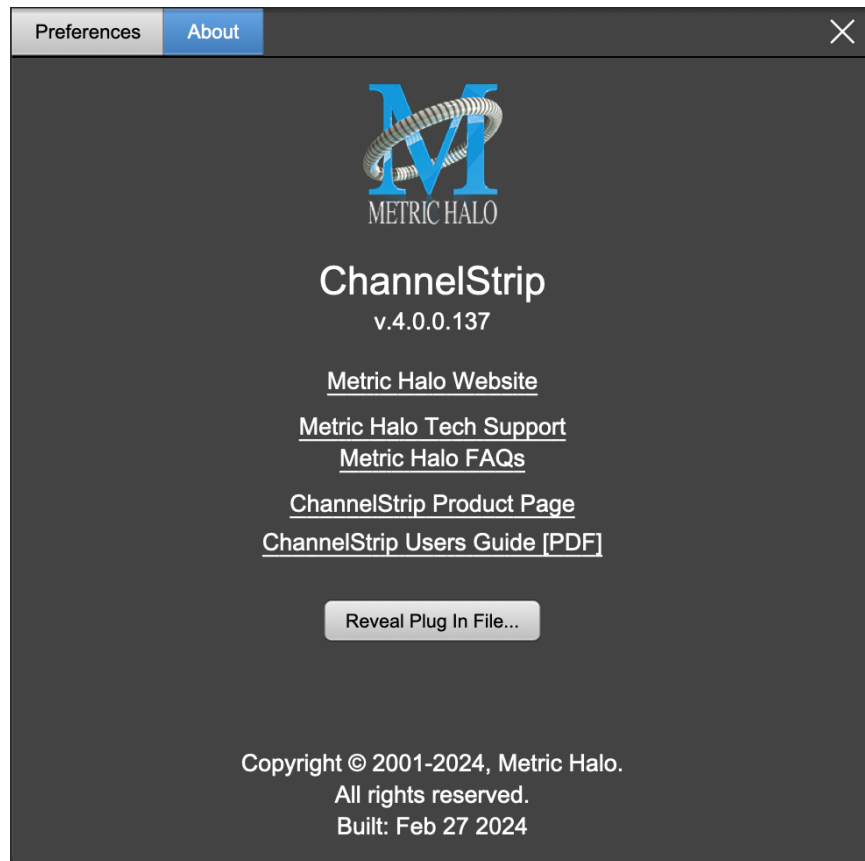 Preferences
About
M
METRIC HALO
ChannelStrip
v.4.0.0.137
Metric Halo Website
Metric Halo Tech Support
Metric Halo FAQs
ChannelStrip Product Page
ChannelStrip Users Guide [PDF]
Reveal Plug In File...
Copyright © 2001-2024, Metric Halo.
All rights reserved.
Built: Feb 27 2024